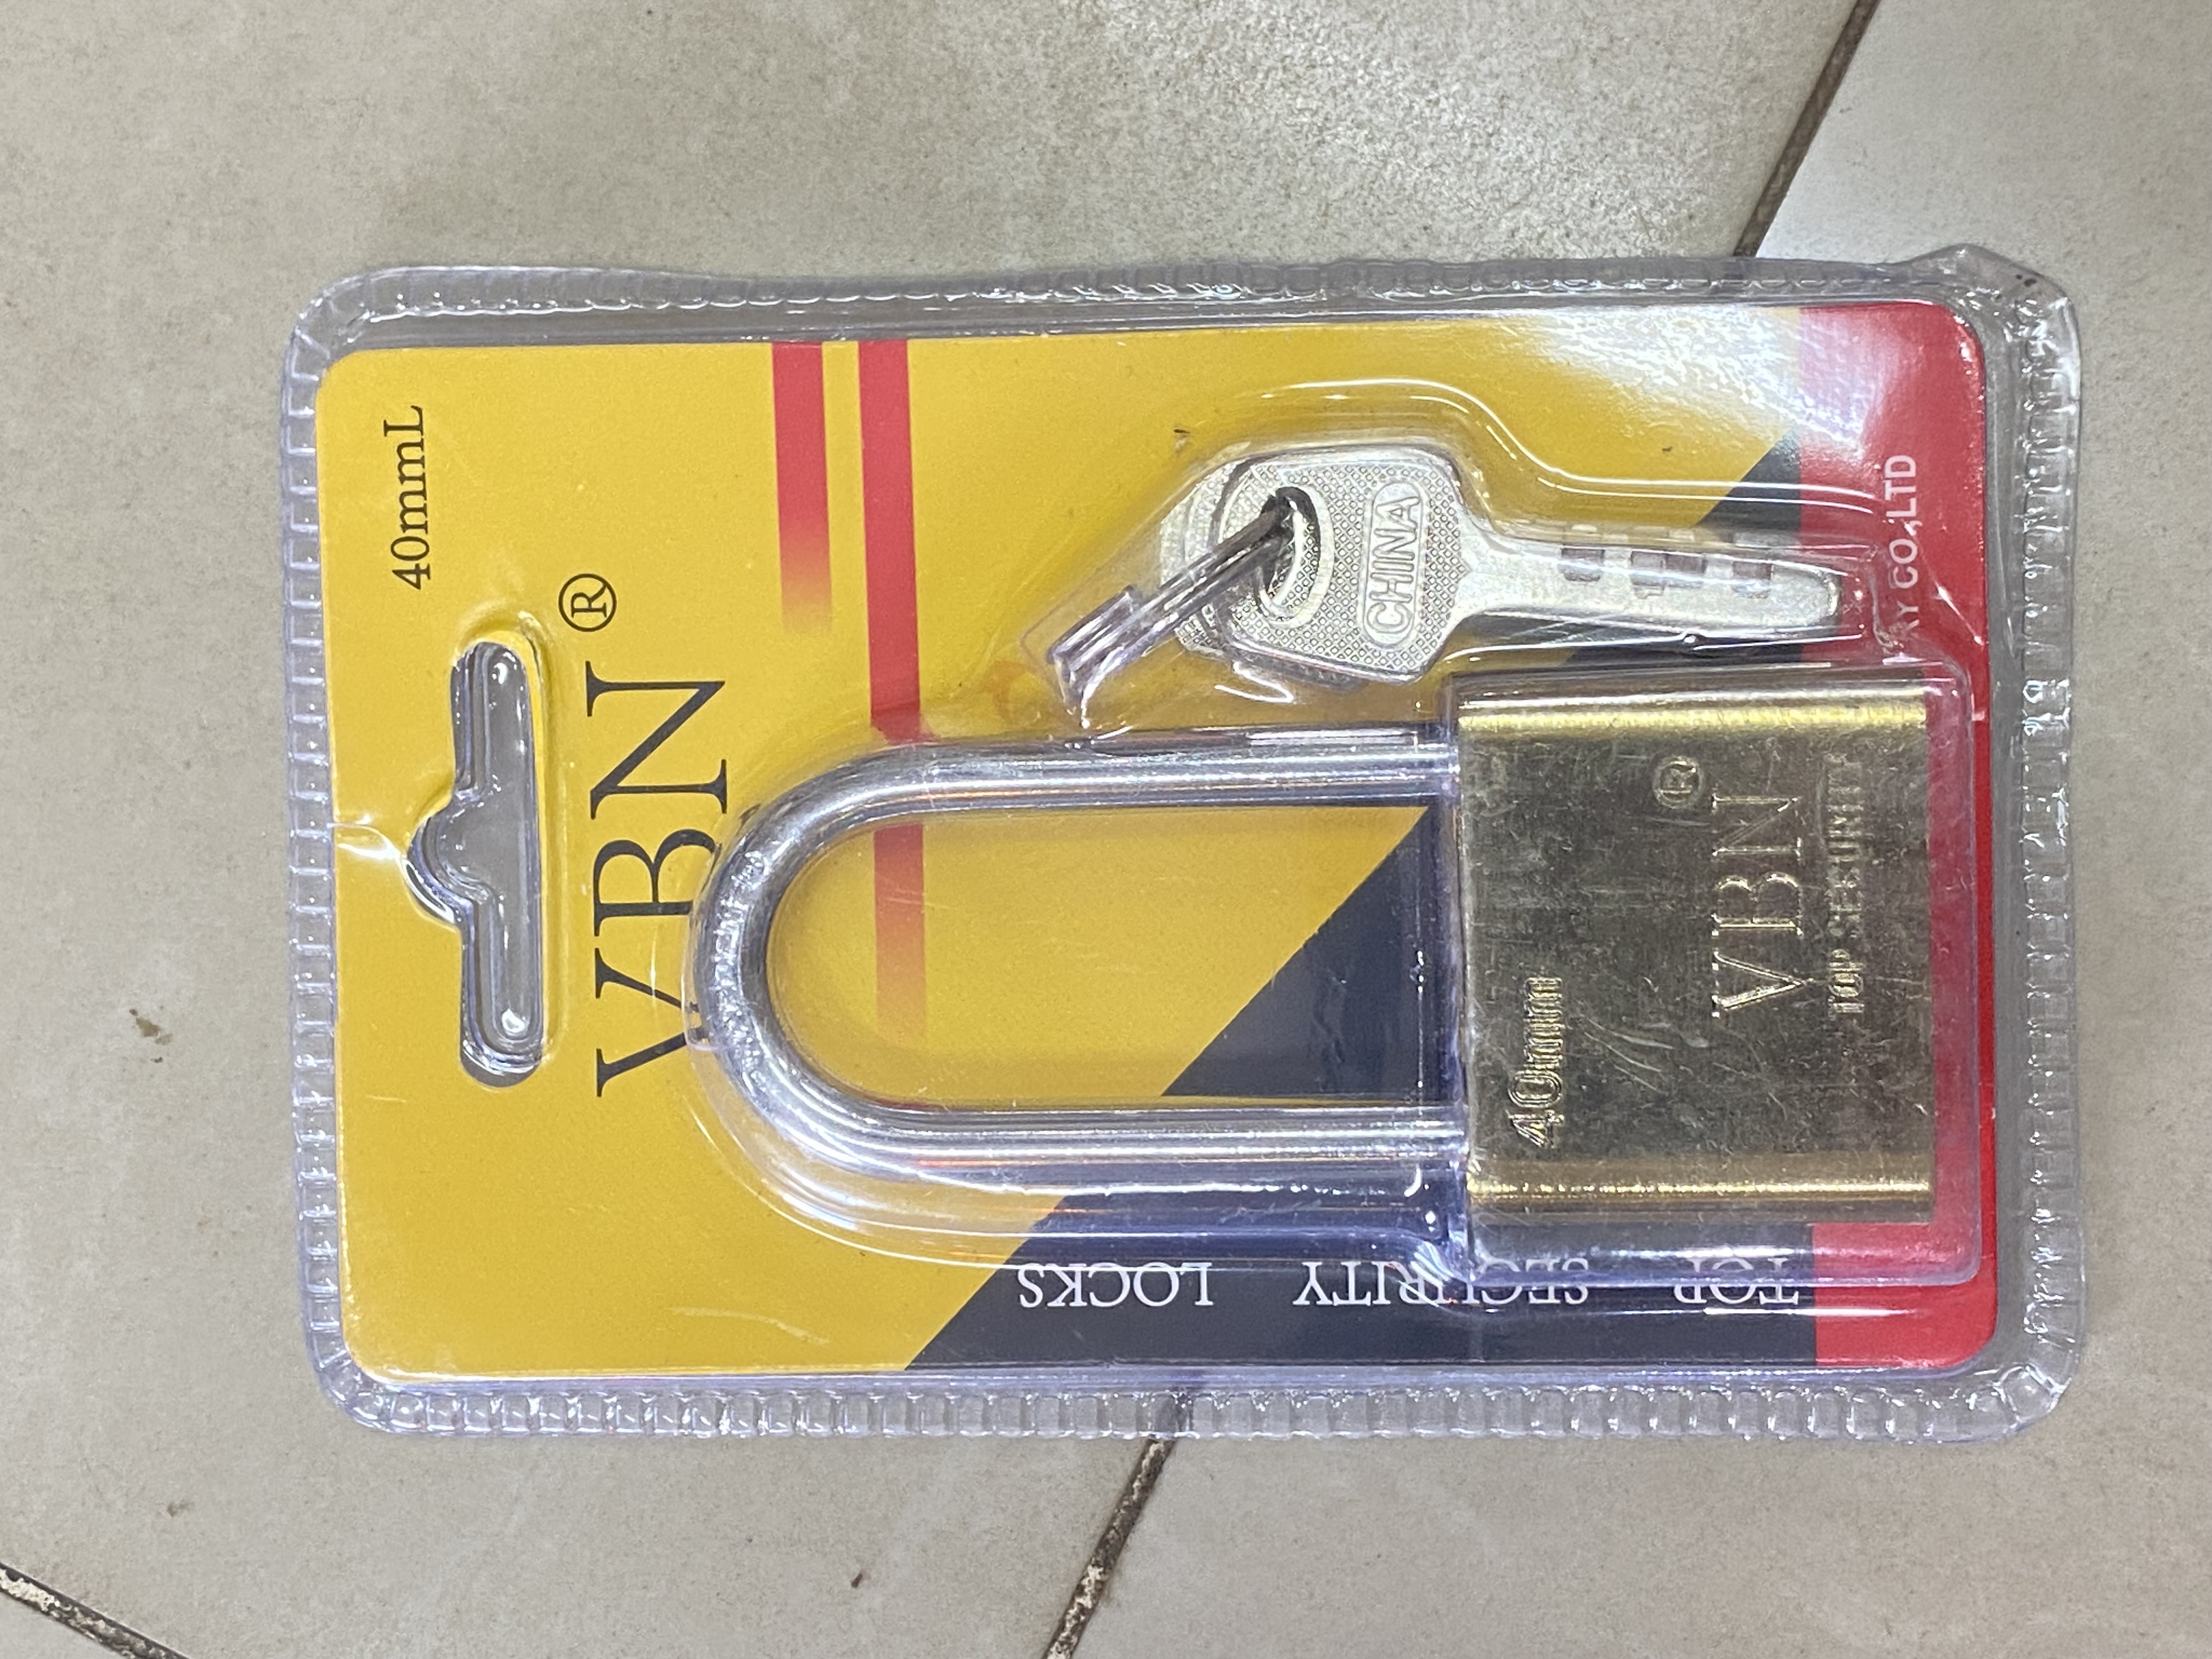 40mmL
VBN®
CHINA
40mm
VBN®
TOP SECURITY
TOP SECURITY LOCKS
CO.,LTD